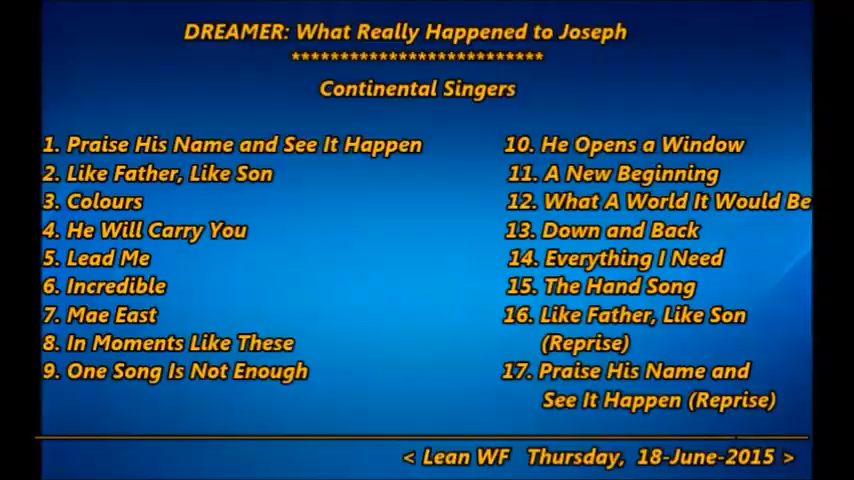 DREAMER: What Really Happened to Joseph
**************************
Continental Singers
1. Praise His Name and See It Happen
2. Like Father, Like Son
3. Colours
4. He Will Carry You
5. Lead Me
6. Incredible
7. Mae East
8. In Moments Like These
9. One Song Is Not Enough
10. He Opens a Window
11. A New Beginning
12. What A World It Would Be
13. Down and Back
14. Everything I Need
15. The Hand Song
16. Like Father, Like Son
(Reprise)
17. Praise His Name and
See It Happen (Reprise)
< Lean WF Thursday, 18-June-2015 >